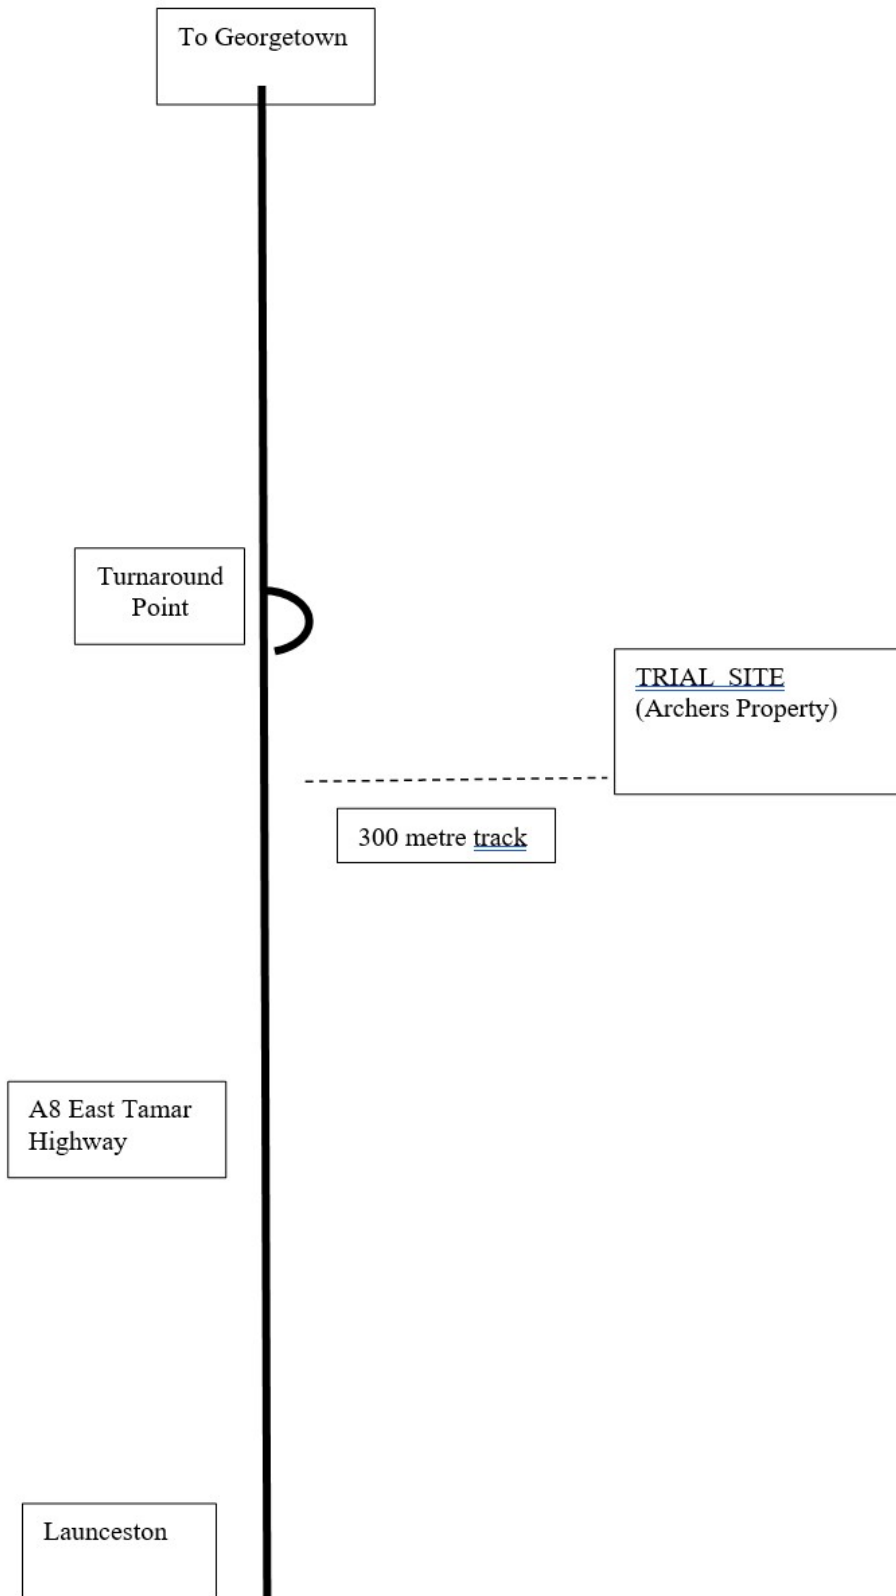 To Georgetown
Turnaround
Point
TRIAL SITE
(Archers Property)
300 metre track
A8 East Tamar
Highway
Launceston